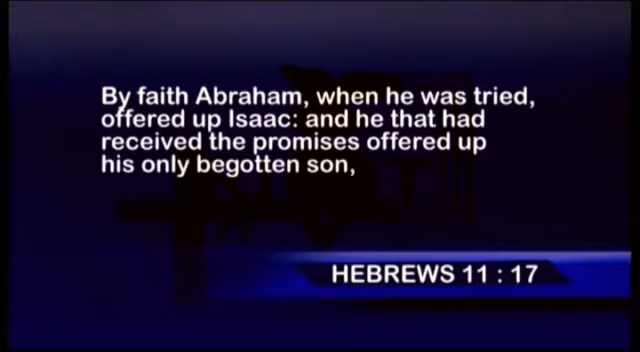 By faith Abraham, when he was tried,
offered up Isaac: and he that had
received the promises offered up
his only begotten son,
HEBREWS 11 : 17